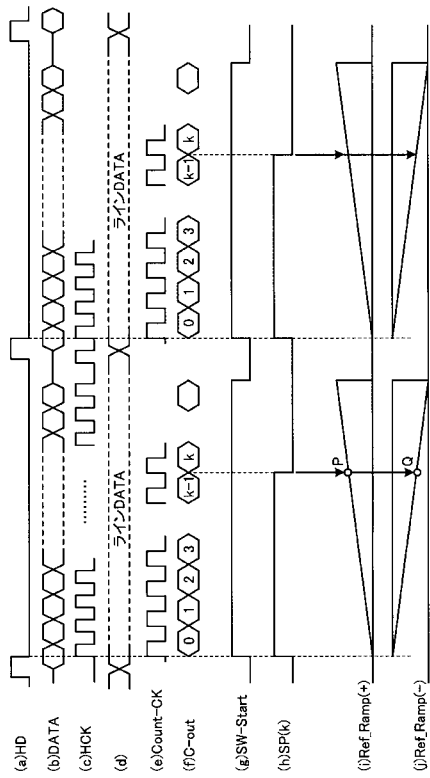 (a)HD
(b)DATA
(c)HCK
(d)
ラインDATA
ラインDATA
(e)Count-CK
(f)C-out
0 1 2 3 k-1 k
0 1 2 3 k-1 k
(g)SW-Start
(h)SP(k)
(i)Ref_Ramp(+)
P
(j)Ref_Ramp(-)
Q